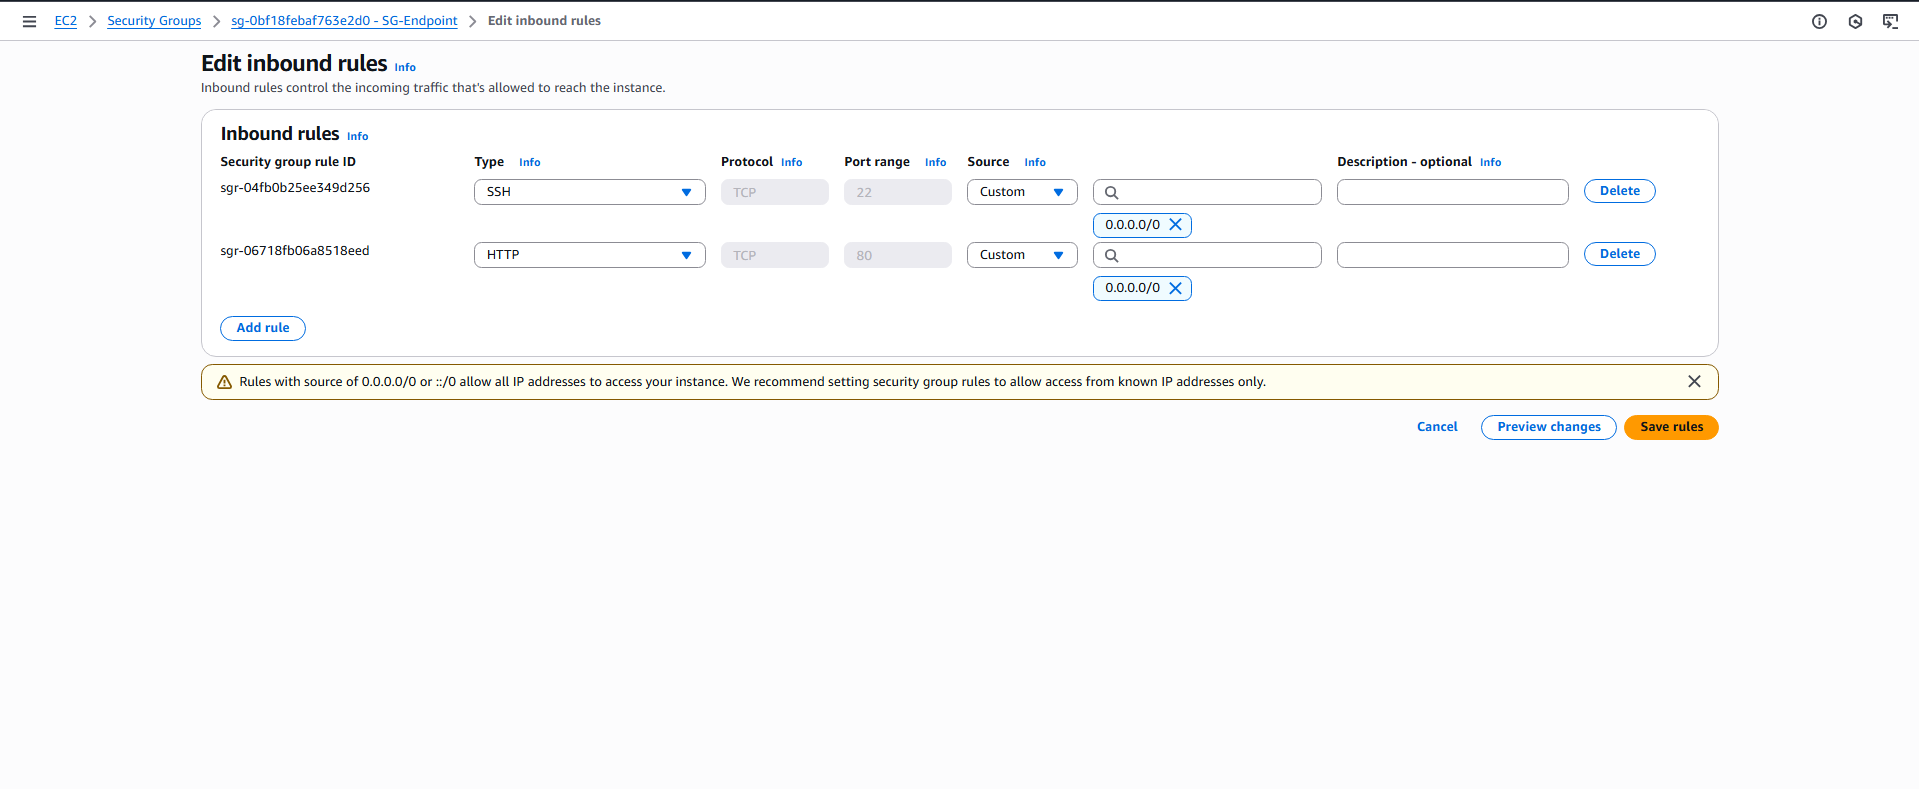 EC2 > Security Groups > sg-0bf18febaf763e2d0 - SG-Endpoint > Edit inbound rules
Edit inbound rules Info
Inbound rules control the incoming traffic that's allowed to reach the instance.
Inbound rules Info
Security group rule ID Type Info Protocol Info Port range Info Source Info Description - optional Info
sgr-04fb0b25ee349d256 SSH TCP 22 Custom Delete
0.0.0.0/0
sgr-06718fb06a8518eed HTTP TCP 80 Custom Delete
0.0.0.0/0
Add rule
Rules with source of 0.0.0.0/0 or ::/0 allow all IP addresses to access your instance. We recommend setting security group rules to allow access from known IP addresses only.
Cancel Preview changes Save rules